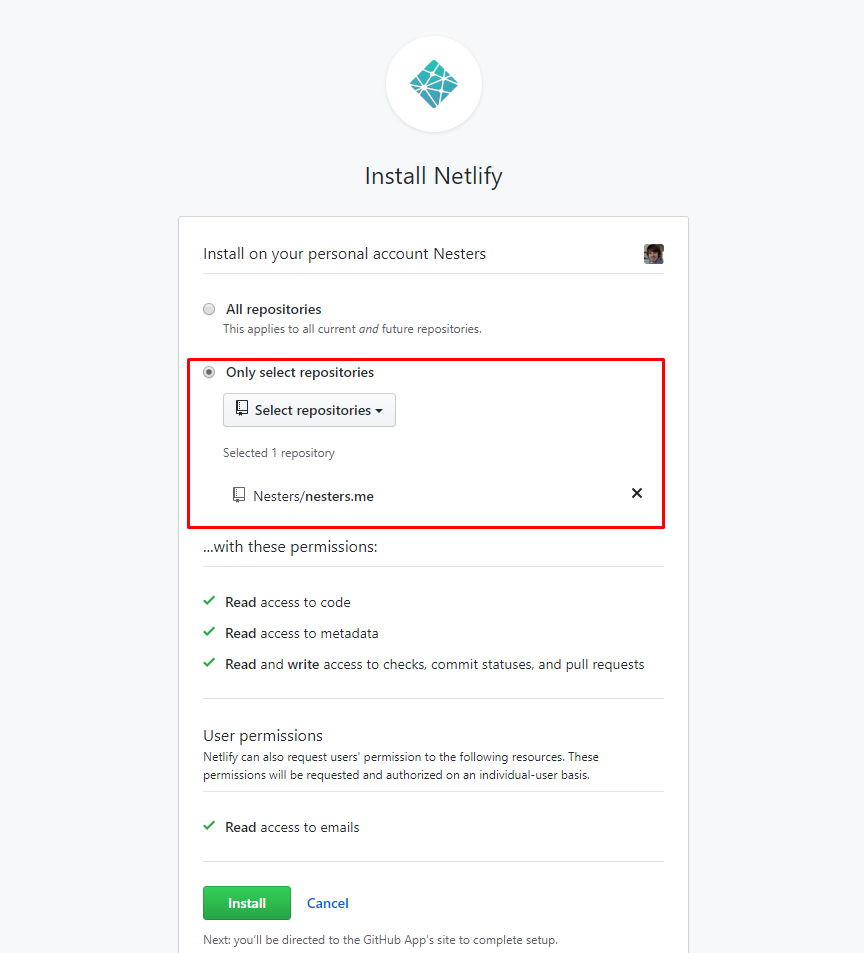 Install Netlify
Install on your personal account Nesters
All repositories
This applies to all current and future repositories.
Only select repositories
Select repositories
Selected 1 repository
Nesters/nesters.me
...with these permissions:
Read access to code
Read access to metadata
Read and write access to checks, commit statuses, and pull requests
User permissions
Netlify can also request users' permission to the following resources. These
permissions will be requested and authorized on an individual-user basis.
Read access to emails
Install Cancel
Next: you'll be directed to the GitHub App's site to complete setup.